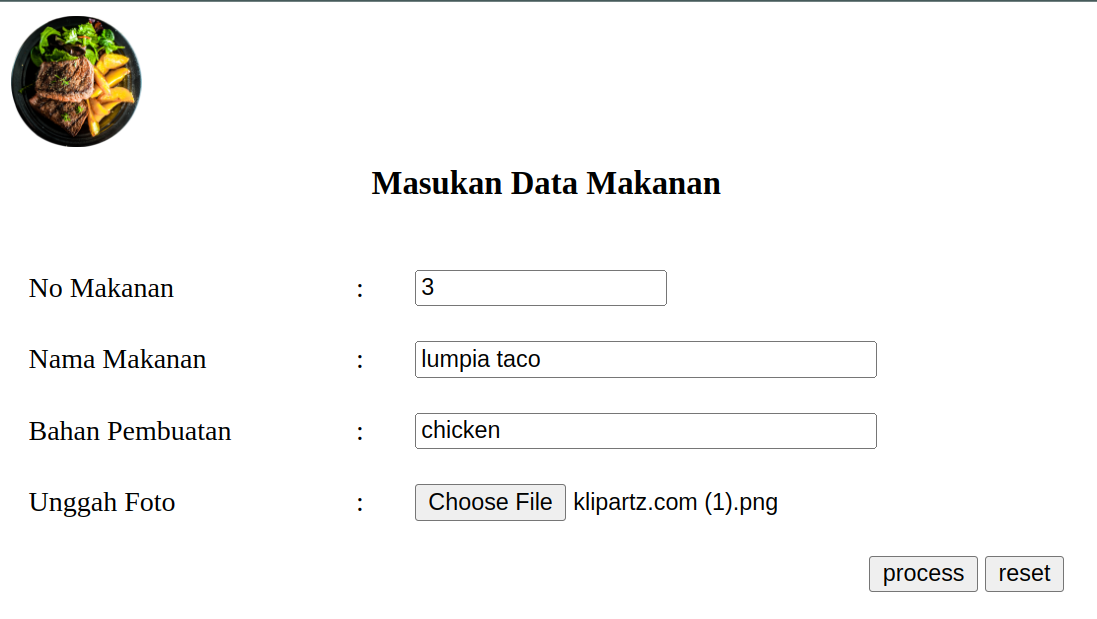 Masukan Data Makanan
No Makanan : 3
Nama Makanan : lumpia taco
Bahan Pembuatan : chicken
Unggah Foto : Choose File klipartz.com (1).png
process reset